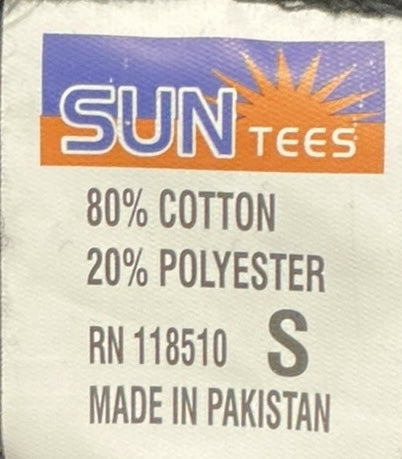 SUN TEES
80% COTTON
20% POLYESTER
RN 118510 S
MADE IN PAKISTAN